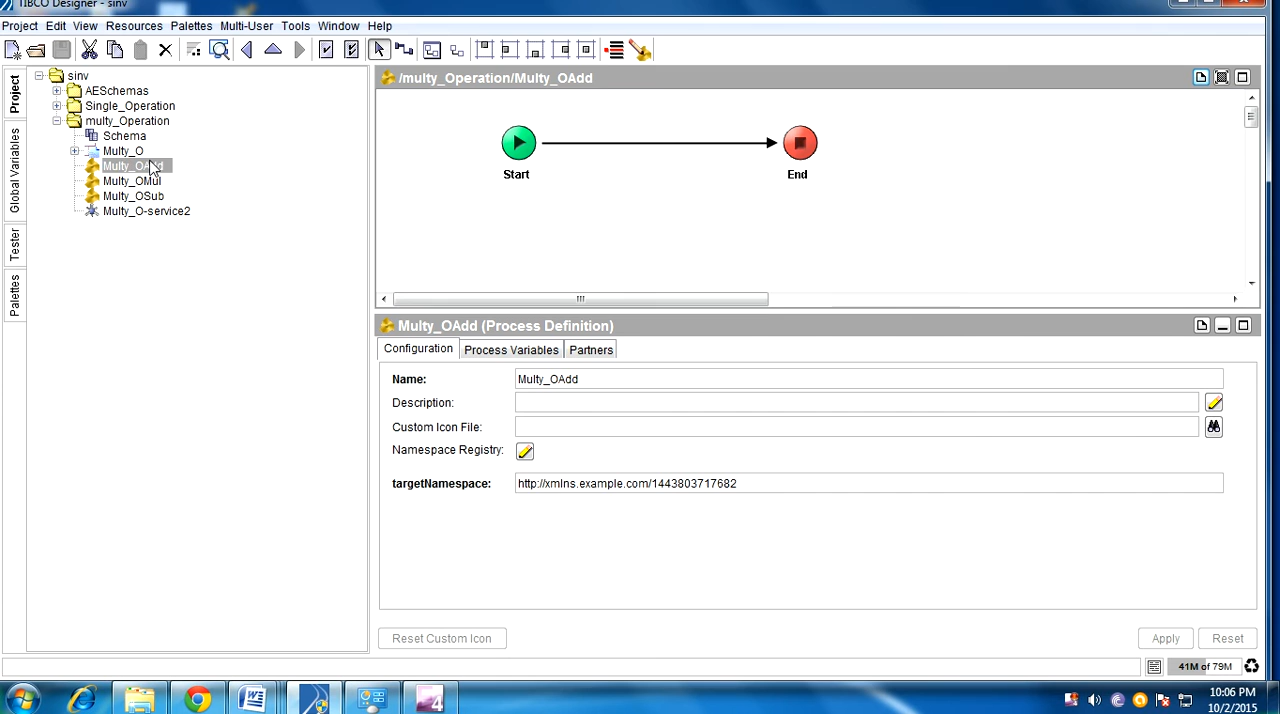 TIBCO Designer - sinv
Project Edit View Resources Palettes Multi-User Tools Window Help
Project
Global Variables
Tester
Palettes
sinv
AESchemas
Single_Operation
multy_Operation
Schema
Multy_O
Multy_OAdd
Multy_OMul
Multy_OSub
Multy_O-service2
/multy_Operation/Multy_OAdd
Start
End
Multy_OAdd (Process Definition)
Configuration Process Variables Partners
Name: Multy_OAdd
Description:
Custom Icon File:
Namespace Registry:
targetNamespace: http://xmlns.example.com/1443803717682
Reset Custom Icon Apply Reset
41M of 79M
10:06 PM
10/2/2015